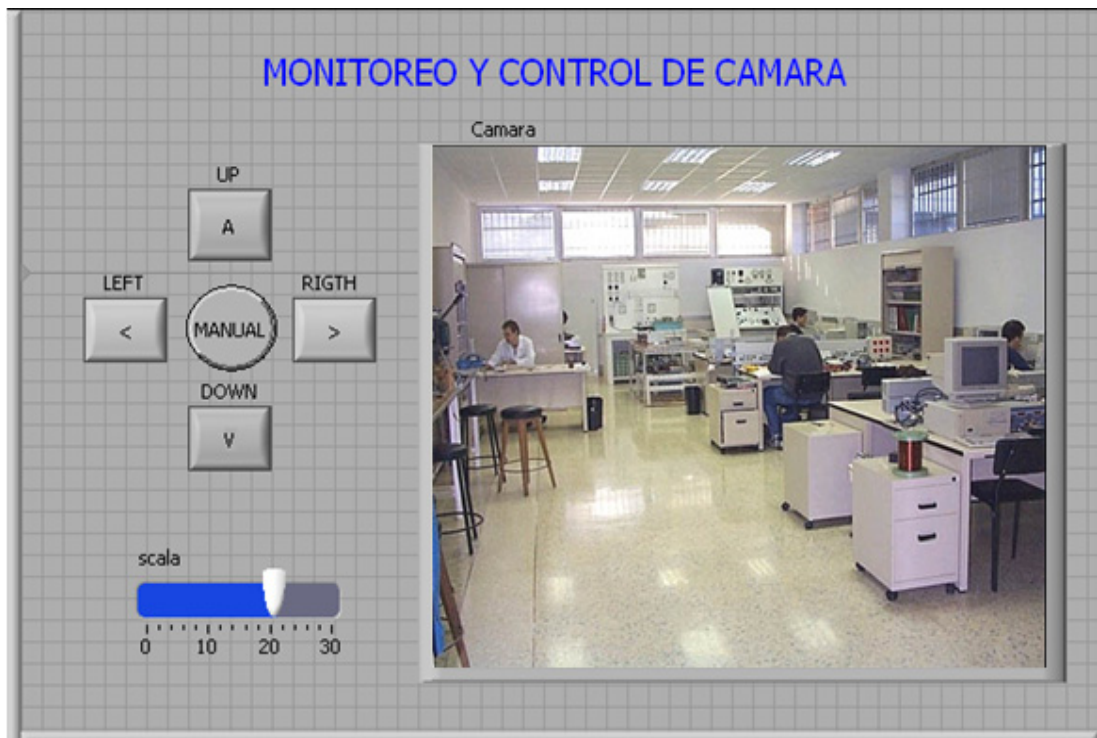 MONITOREO Y CONTROL DE CAMARA
Camara
UP
A
LEFT
RIGTH
<
MANUAL
>
DOWN
V
scala
0 10 20 30